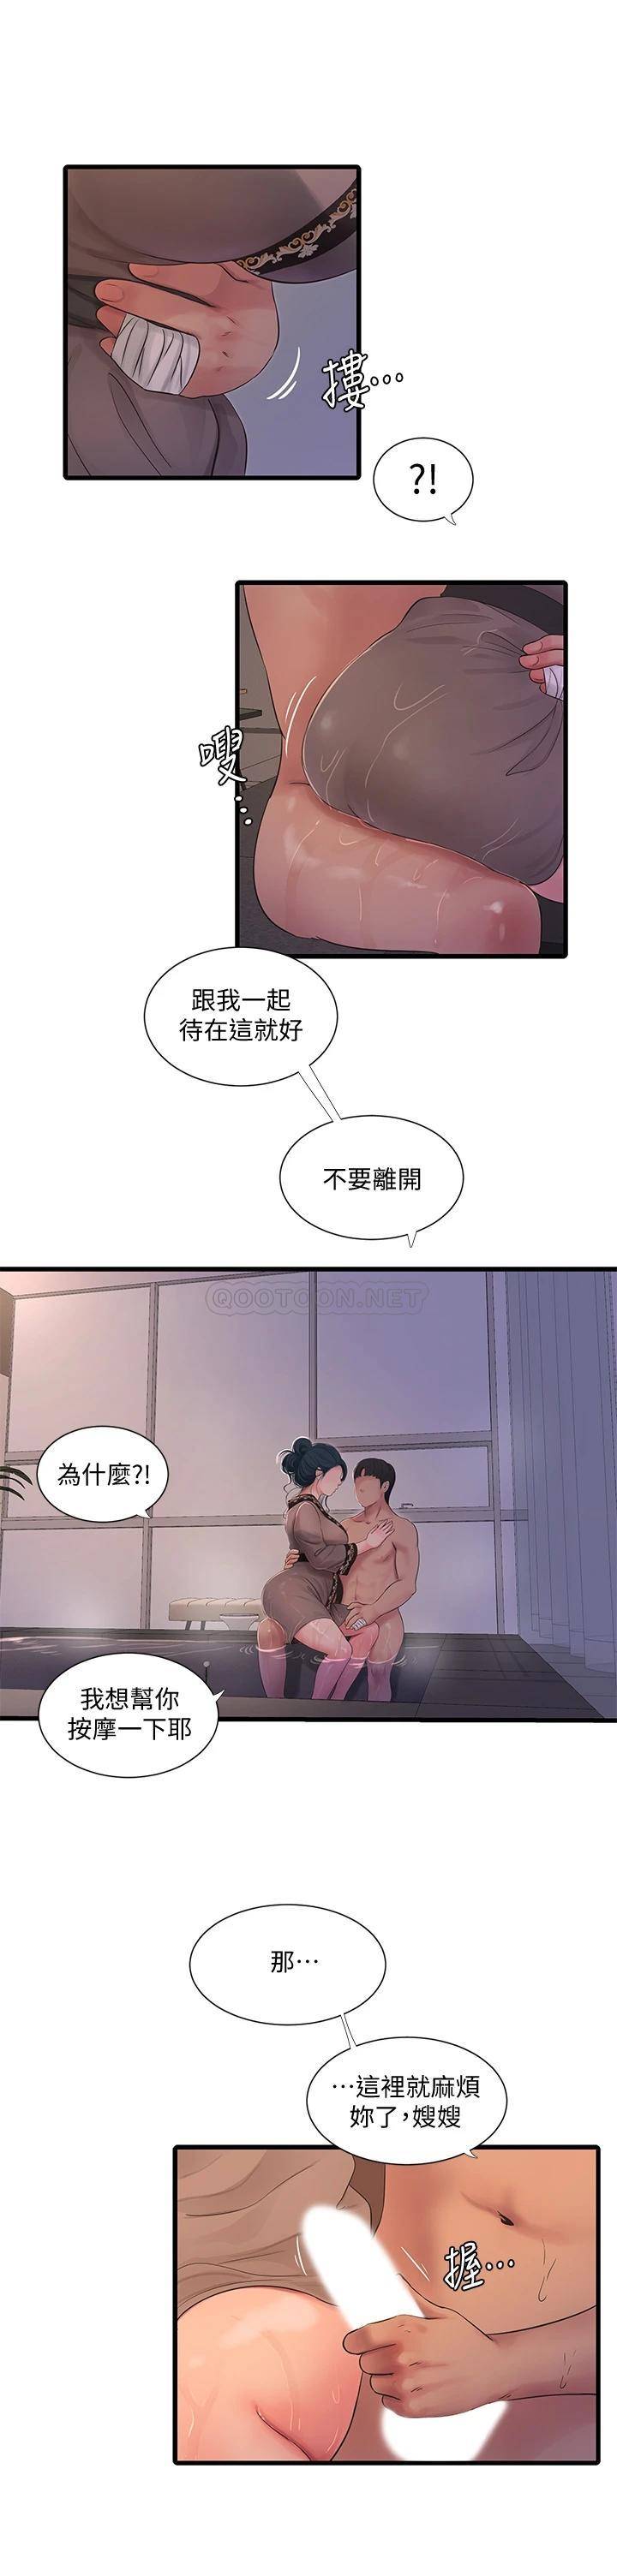 摟…
?!
嗖…
跟我一起
待在這就好
不要離開
QOOTOON.NET
為什麼?!
我想幫你
按摩一下耶
那…
…這裡就麻煩
妳了,嫂嫂
握…